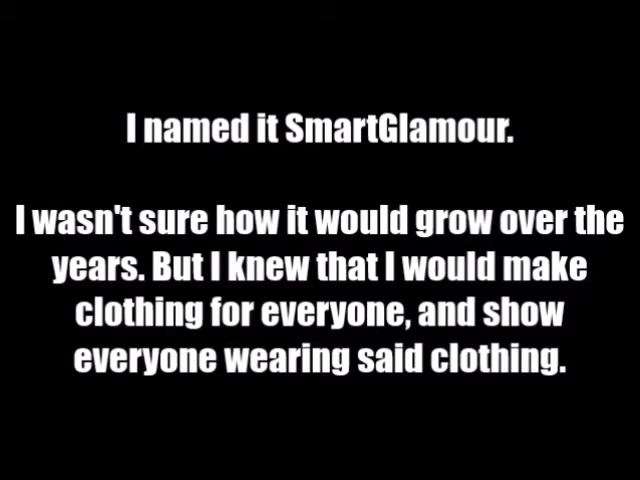 I named it SmartGlamour.
I wasn't sure how it would grow over the
years. But I knew that I would make
clothing for everyone, and show
everyone wearing said clothing.